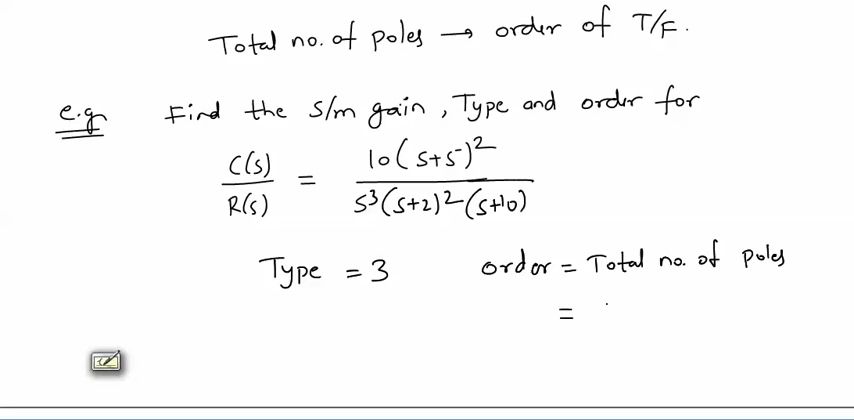 Total no. of poles → order of T/F.
e.g Find the s/m gain, Type and order for
C(s)/R(s) = 10(s+5)²/s³(s+2)²(s+10)
Type = 3 order = Total no. of poles
=